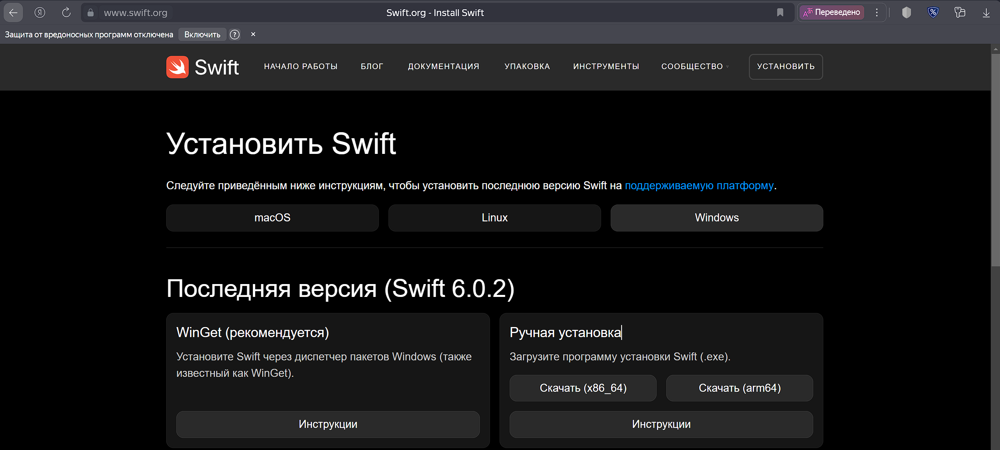 www.swift.org
Swift.org - Install Swift
Переведено
Защита от вредоносных программ отключена
Включить
Swift
НАЧАЛО РАБОТЫ
БЛОГ
ДОКУМЕНТАЦИЯ
УПАКОВКА
ИНСТРУМЕНТЫ
СООБЩЕСТВО
УСТАНОВИТЬ
Установить Swift
Следуйте приведённым ниже инструкциям, чтобы установить последнюю версию Swift на поддерживаемую платформу.
macOS
Linux
Windows
Последняя версия (Swift 6.0.2)
WinGet (рекомендуется)
Установите Swift через диспетчер пакетов Windows (также
известный как WinGet).
Инструкции
Ручная установка
Загрузите программу установки Swift (.exe).
Скачать (x86_64)
Скачать (arm64)
Инструкции